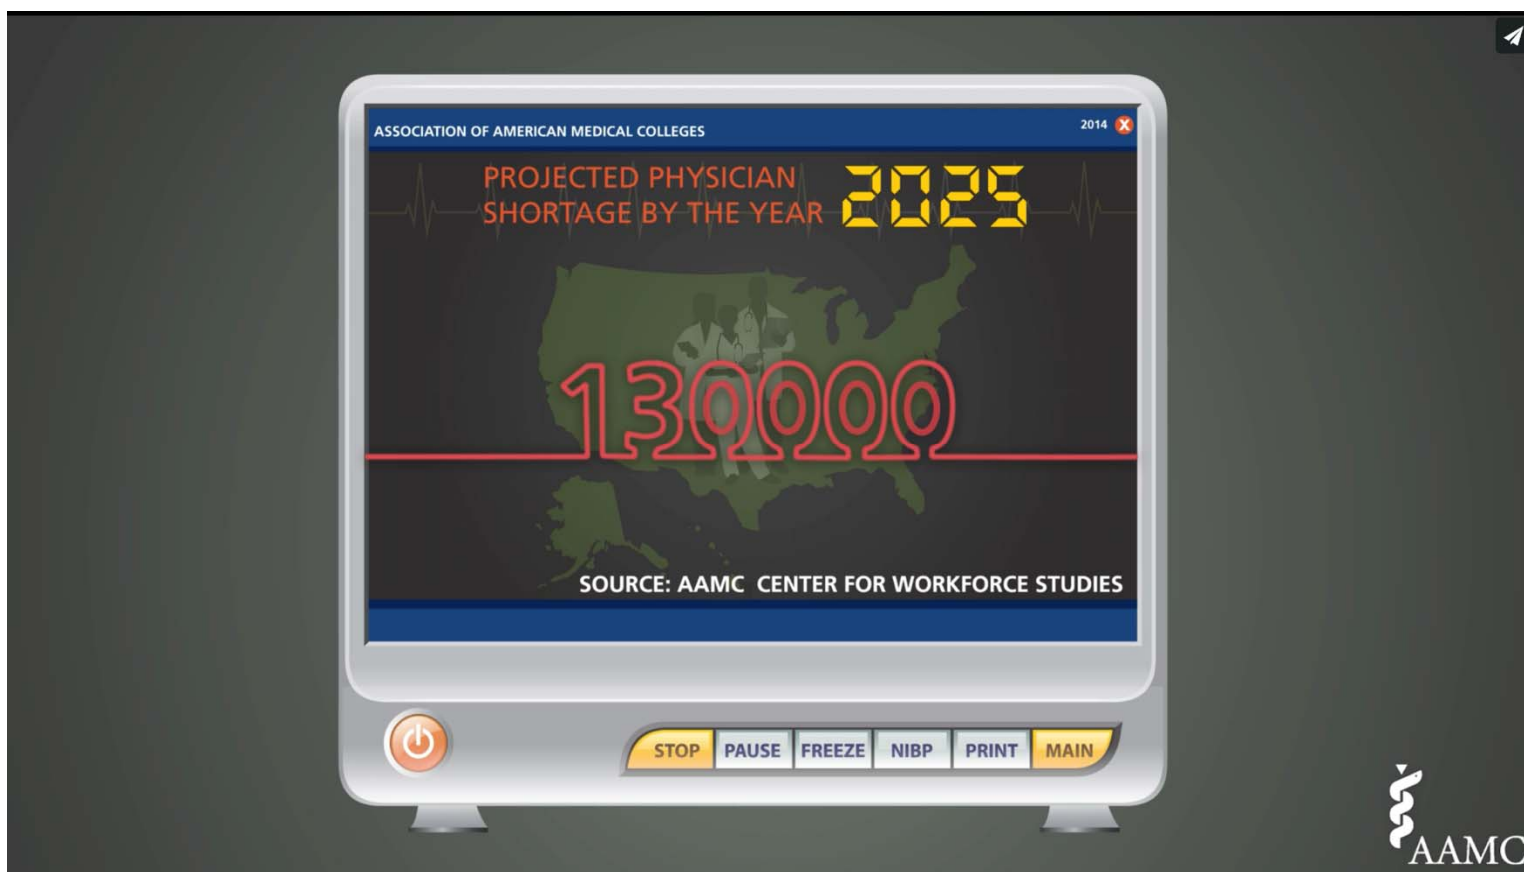 ASSOCIATION OF AMERICAN MEDICAL COLLEGES
2014 X
PROJECTED PHYSICIAN
SHORTAGE BY THE YEAR
2025
130000
SOURCE: AAMC CENTER FOR WORKFORCE STUDIES
STOP PAUSE FREEZE NIBP PRINT MAIN
AAMC